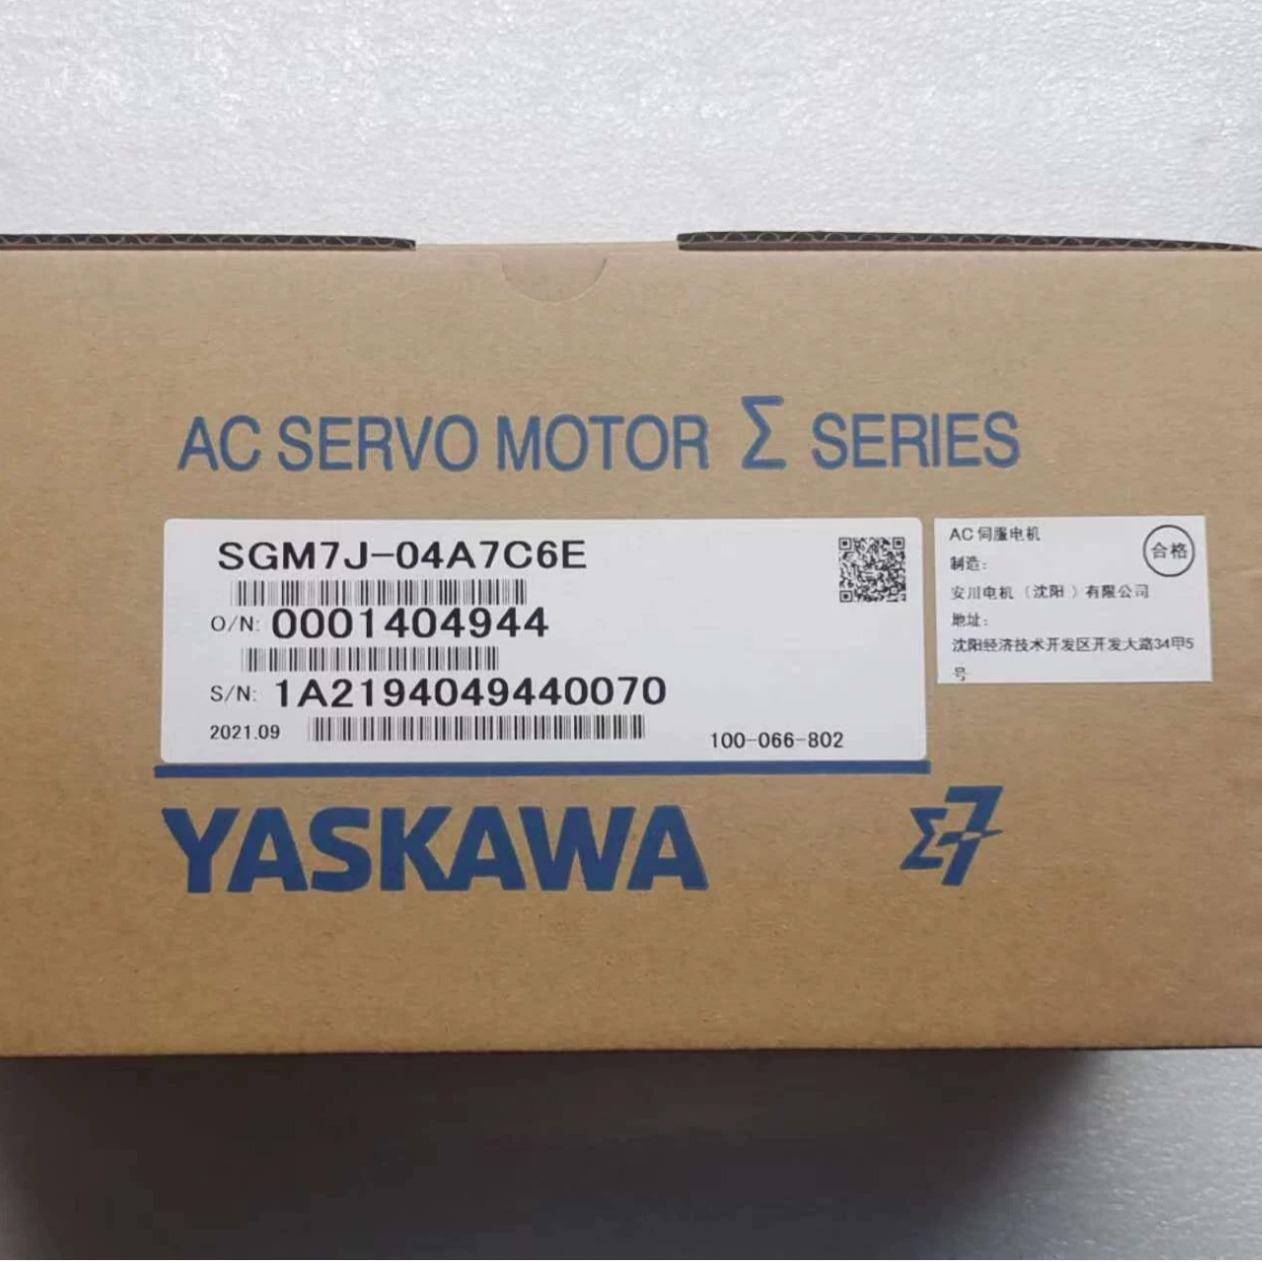 AC SERVO MOTOR Σ SERIES
SGM7J-04A7C6E
O/N: 0001404944
S/N: 1A2194049440070
2021.09
100-066-802
AC 伺服电机
合格
制造:
安川电机（沈阳）有限公司
地址:
沈阳经济技术开发区开发大路34甲5
号
YASKAWA
Σ-7